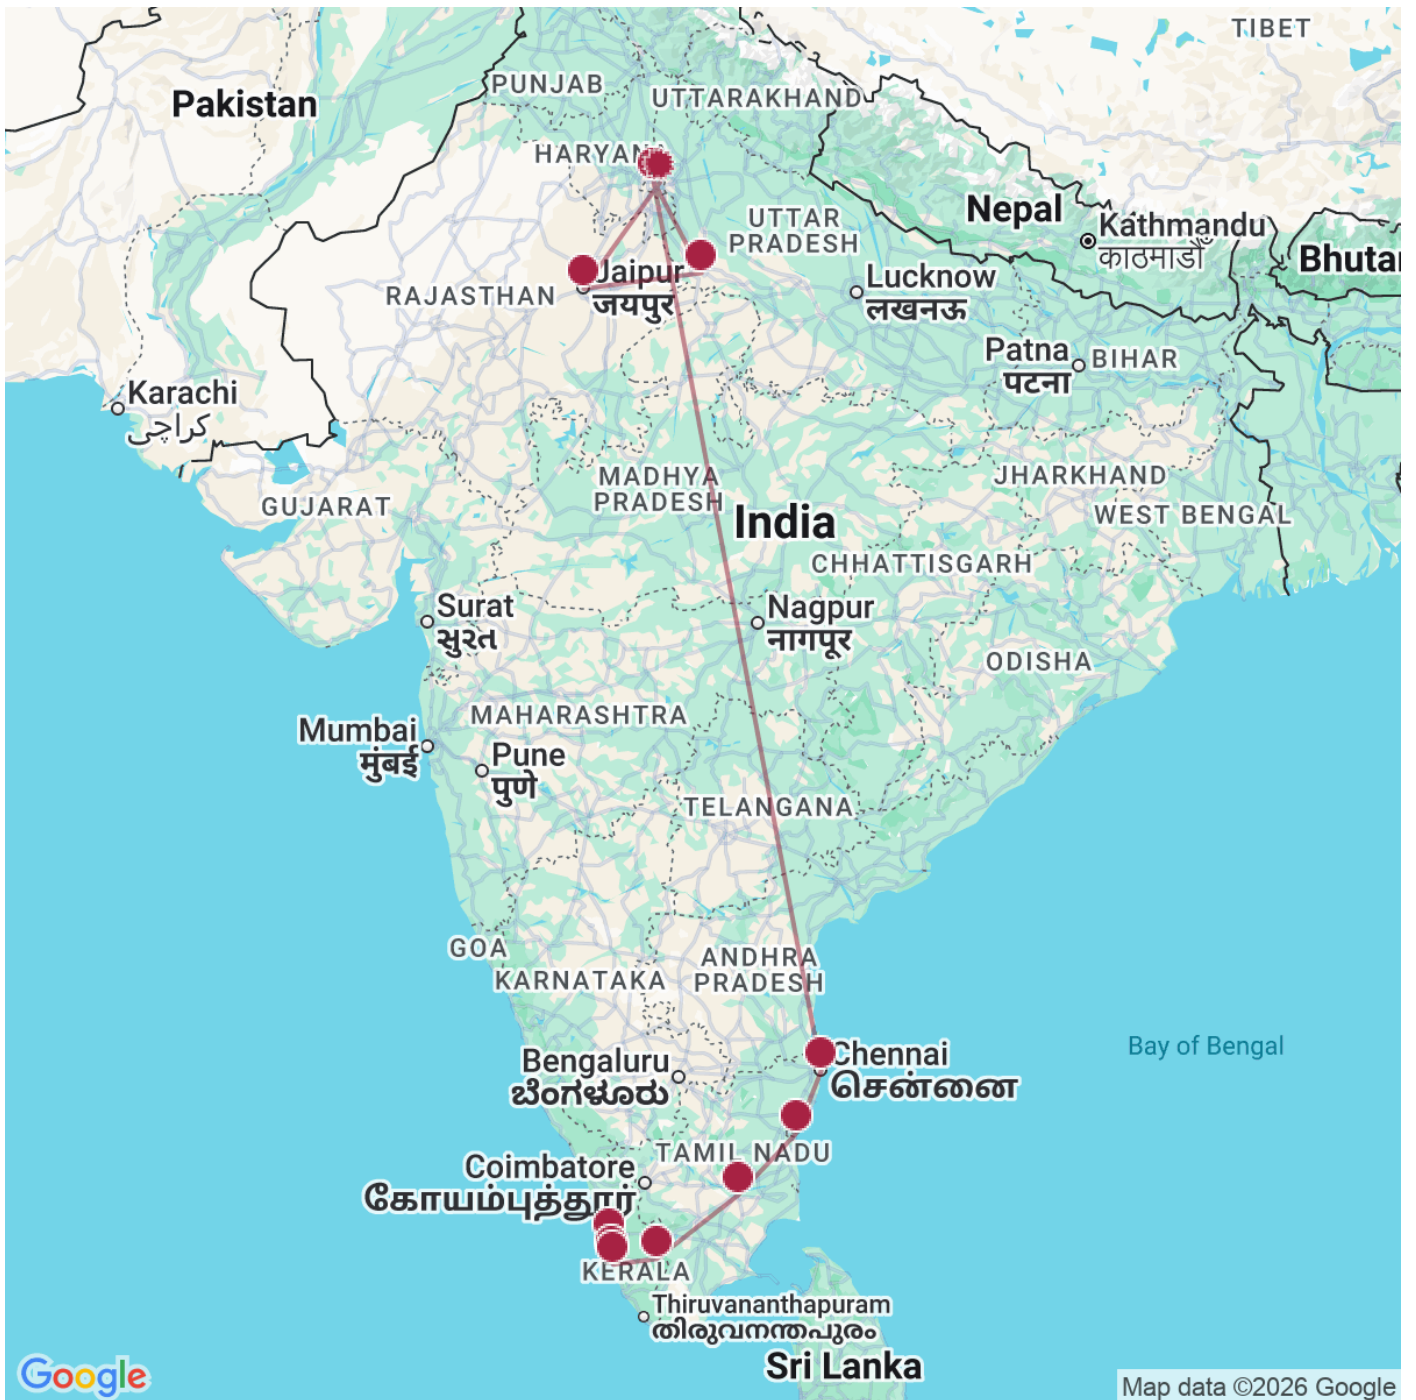 TIBET
PUNJAB
Pakistan
UTTARAKHAND
HARYAN
Nepal
Kathmandu
काठमाडौँ
UTTAR
PRADESH
Bhuta
Jaipur
जयपुर
RAJASTHAN
Lucknow
लखनऊ
Patna
पटना
BIHAR
Karachi
کراچی
MADHYA
PRADESH
JHARKHAND
GUJARAT
India
WEST BENGAL
CHHATTISGARH
Surat
સુરત
Nagpur
नागपूर
ODISHA
MAHARASHTRA
Mumbai
मुंबई
Pune
पुणे
TELANGANA
GOA
KARNATAKA
ANDHRA
PRADESH
Bay of Bengal
Chennai
சென்னை
Bengaluru
ಬೆಂಗಳೂರು
TAMIL NADU
Coimbatore
கோயம்புத்தூர்
KERALA
Thiruvananthapuram
തിരുവനന്തപുരം
Sri Lanka
Google
Map data ©2026 Google